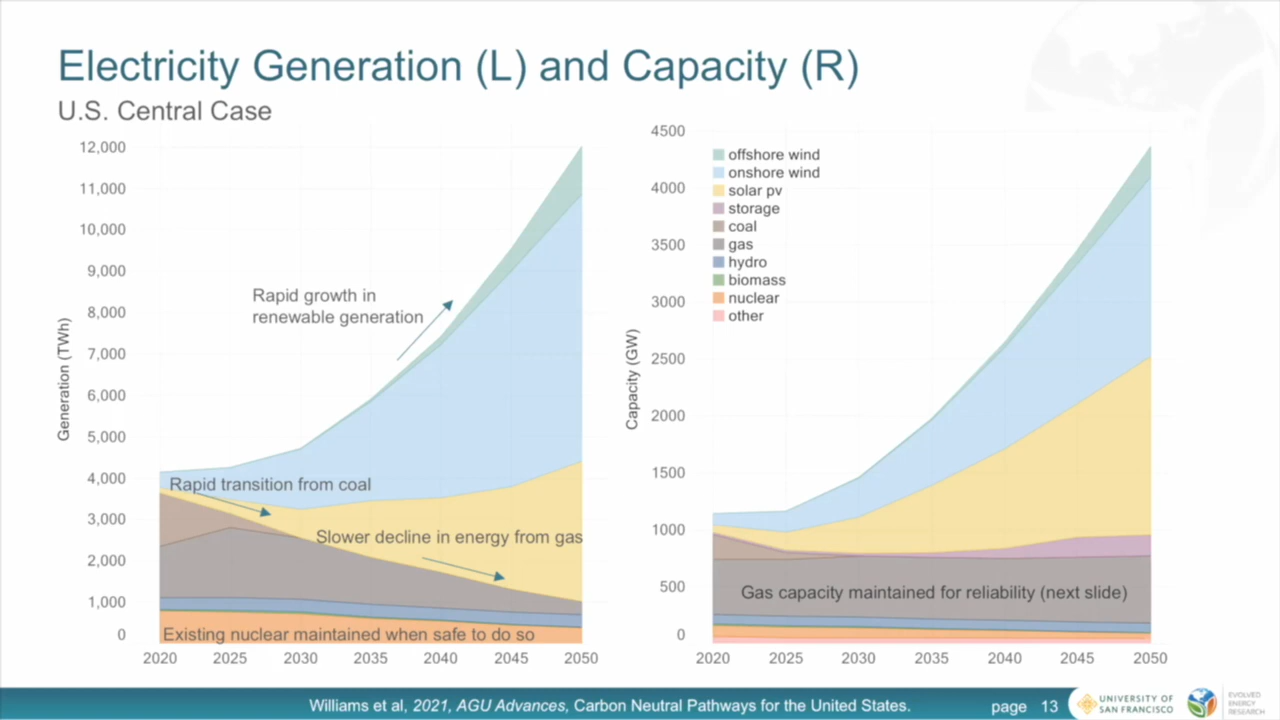 Electricity Generation (L) and Capacity (R)
U.S. Central Case
Generation (TWh)
12,000
11,000
10,000
9,000
8,000
7,000
6,000
5,000
4,000
3,000
2,000
1,000
0
Rapid growth in
renewable generation
Rapid transition from coal
Slower decline in energy from gas
Existing nuclear maintained when safe to do so
2020 2025 2030 2035 2040 2045 2050
Capacity (GW)
4500
4000
3500
3000
2500
2000
1500
1000
500
0
offshore wind
onshore wind
solar pv
storage
coal
gas
hydro
biomass
nuclear
other
Gas capacity maintained for reliability (next slide)
2020 2025 2030 2035 2040 2045 2050
Williams et al, 2021, AGU Advances, Carbon Neutral Pathways for the United States.
page 13
UNIVERSITY OF
SAN FRANCISCO
EVOLVED
ENERGY
RESEARCH